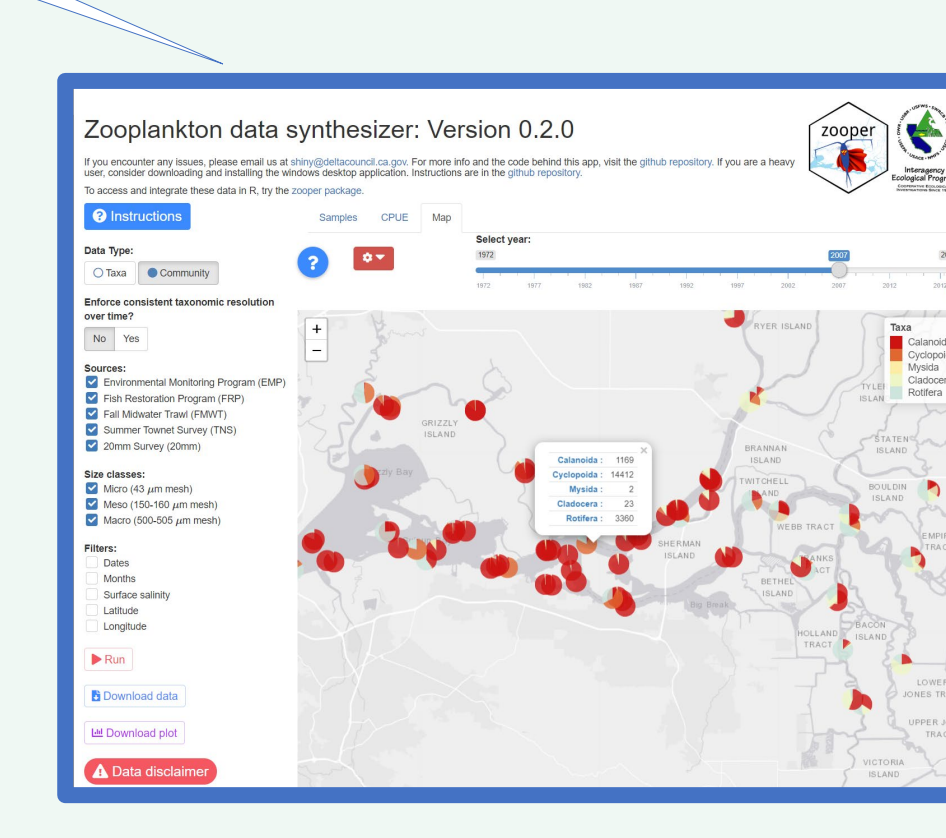 Zooplankton data synthesizer: Version 0.2.0
If you encounter any issues, please email us at shiny@deltacouncil.ca.gov. For more info and the code behind this app, visit the github repository. If you are a heavy
user, consider downloading and installing the windows desktop application. Instructions are in the github repository.
To access and integrate these data in R, try the zooper package.
zooper
Interagency
Ecological Progr
Instructions
Samples CPUE Map
Data Type:
Taxa Community
Enforce consistent taxonomic resolution
over time?
No Yes
Sources:
Environmental Monitoring Program (EMP)
Fish Restoration Program (FRP)
Fall Midwater Trawl (FMWT)
Summer Townet Survey (TNS)
20mm Survey (20mm)
Size classes:
Micro (43 μm mesh)
Meso (150-160 μm mesh)
Macro (500-505 μm mesh)
Filters:
Dates
Months
Surface salinity
Latitude
Longitude
Run
Download data
Download plot
Data disclaimer
?
Select year:
1972 2007 2
1972 1977 1982 1987 1992 1997 2002 2007 2012 2012
+
−
Taxa
Calanoid
Cyclopoi
Mysida
Cladocer
Rotifera
×
Calanoida : 1169
Cyclopoida : 14412
Mysida : 2
Cladocera : 23
Rotifera : 3360
RYER ISLAND
GRIZZLY
ISLAND
zly Bay
BRANNAN
ISLAND
STATEN
ISLAND
TWITCHELL
BOULDIN
ISLAND
WEBB TRACT
SHERMAN
ISLAND
BETHEL
ISLAND
Big Break
HOLLAND
TRACT
BACON
ISLAND
LOWER
JONES TR
UPPER J
TRA
VICTORIA
ISLAND